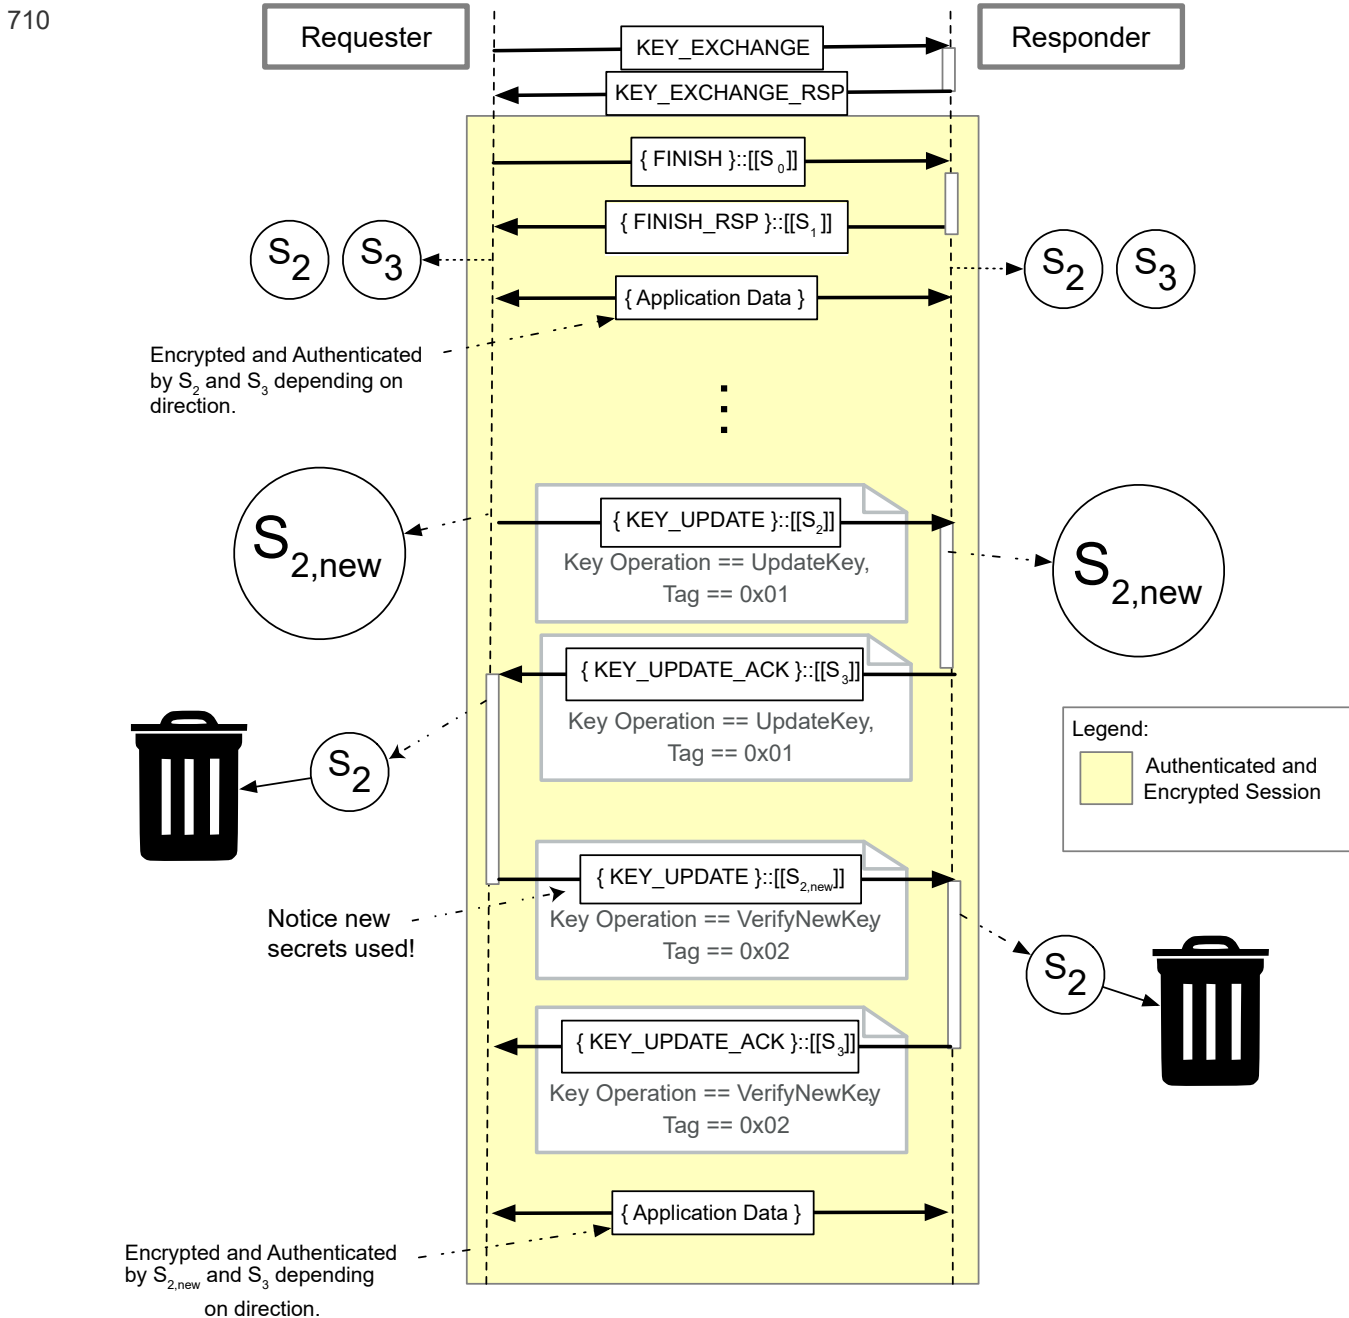 710
Requester
Responder
KEY_EXCHANGE
KEY_EXCHANGE_RSP
{ FINISH }::[[S0]]
{ FINISH_RSP }::[[S1]]
S2
S3
S2
S3
{ Application Data }
Encrypted and Authenticated
by S2 and S3 depending on
direction.
S2,new
{ KEY_UPDATE }::[[S2]]
Key Operation == UpdateKey,
Tag == 0x01
S2,new
{ KEY_UPDATE_ACK }::[[S3]]
Key Operation == UpdateKey,
Tag == 0x01
S2
Legend:
Authenticated and
Encrypted Session
{ KEY_UPDATE }::[[S2,new]]
Key Operation == VerifyNewKey,
Tag == 0x02
Notice new
secrets used!
S2
{ KEY_UPDATE_ACK }::[[S3]]
Key Operation == VerifyNewKey,
Tag == 0x02
{ Application Data }
Encrypted and Authenticated
by S2,new and S3 depending
on direction.